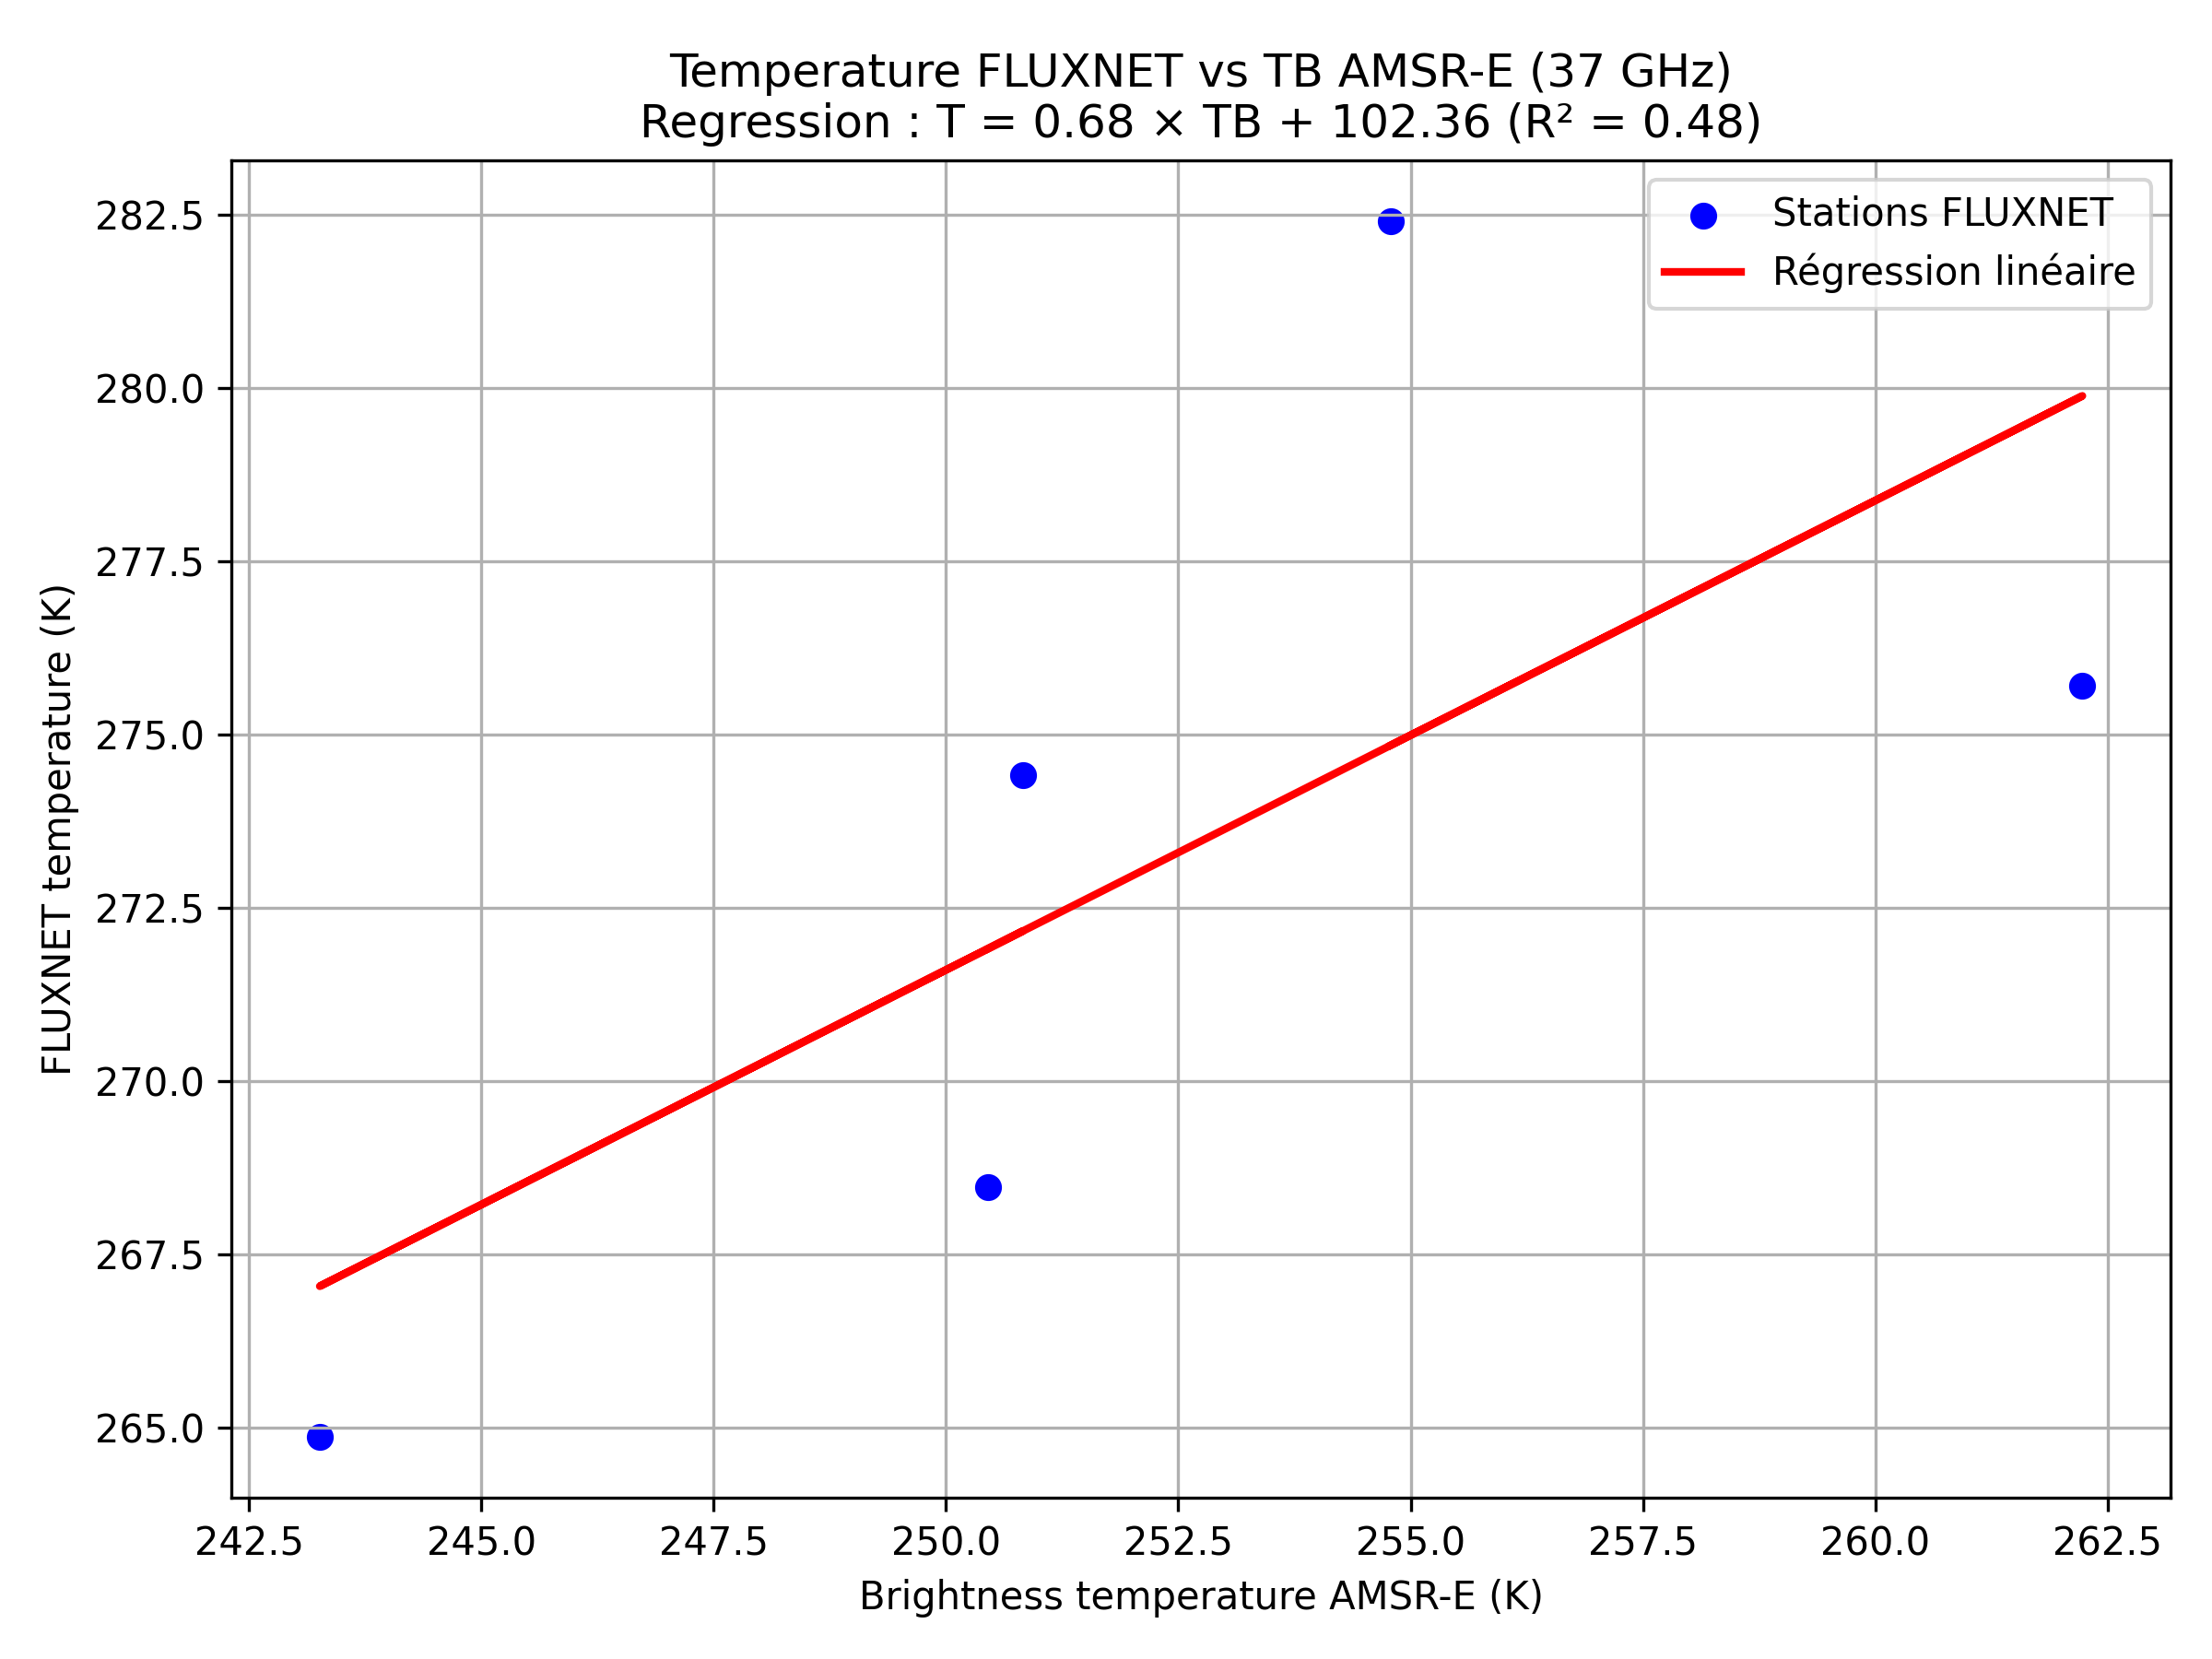 Temperature FLUXNET vs TB AMSR-E (37 GHz)
Regression : T = 0.68 × TB + 102.36 (R² = 0.48)
Stations FLUXNET
Régression linéaire
FLUXNET temperature (K)
282.5
280.0
277.5
275.0
272.5
270.0
267.5
265.0
242.5 245.0 247.5 250.0 252.5 255.0 257.5 260.0 262.5
Brightness temperature AMSR-E (K)